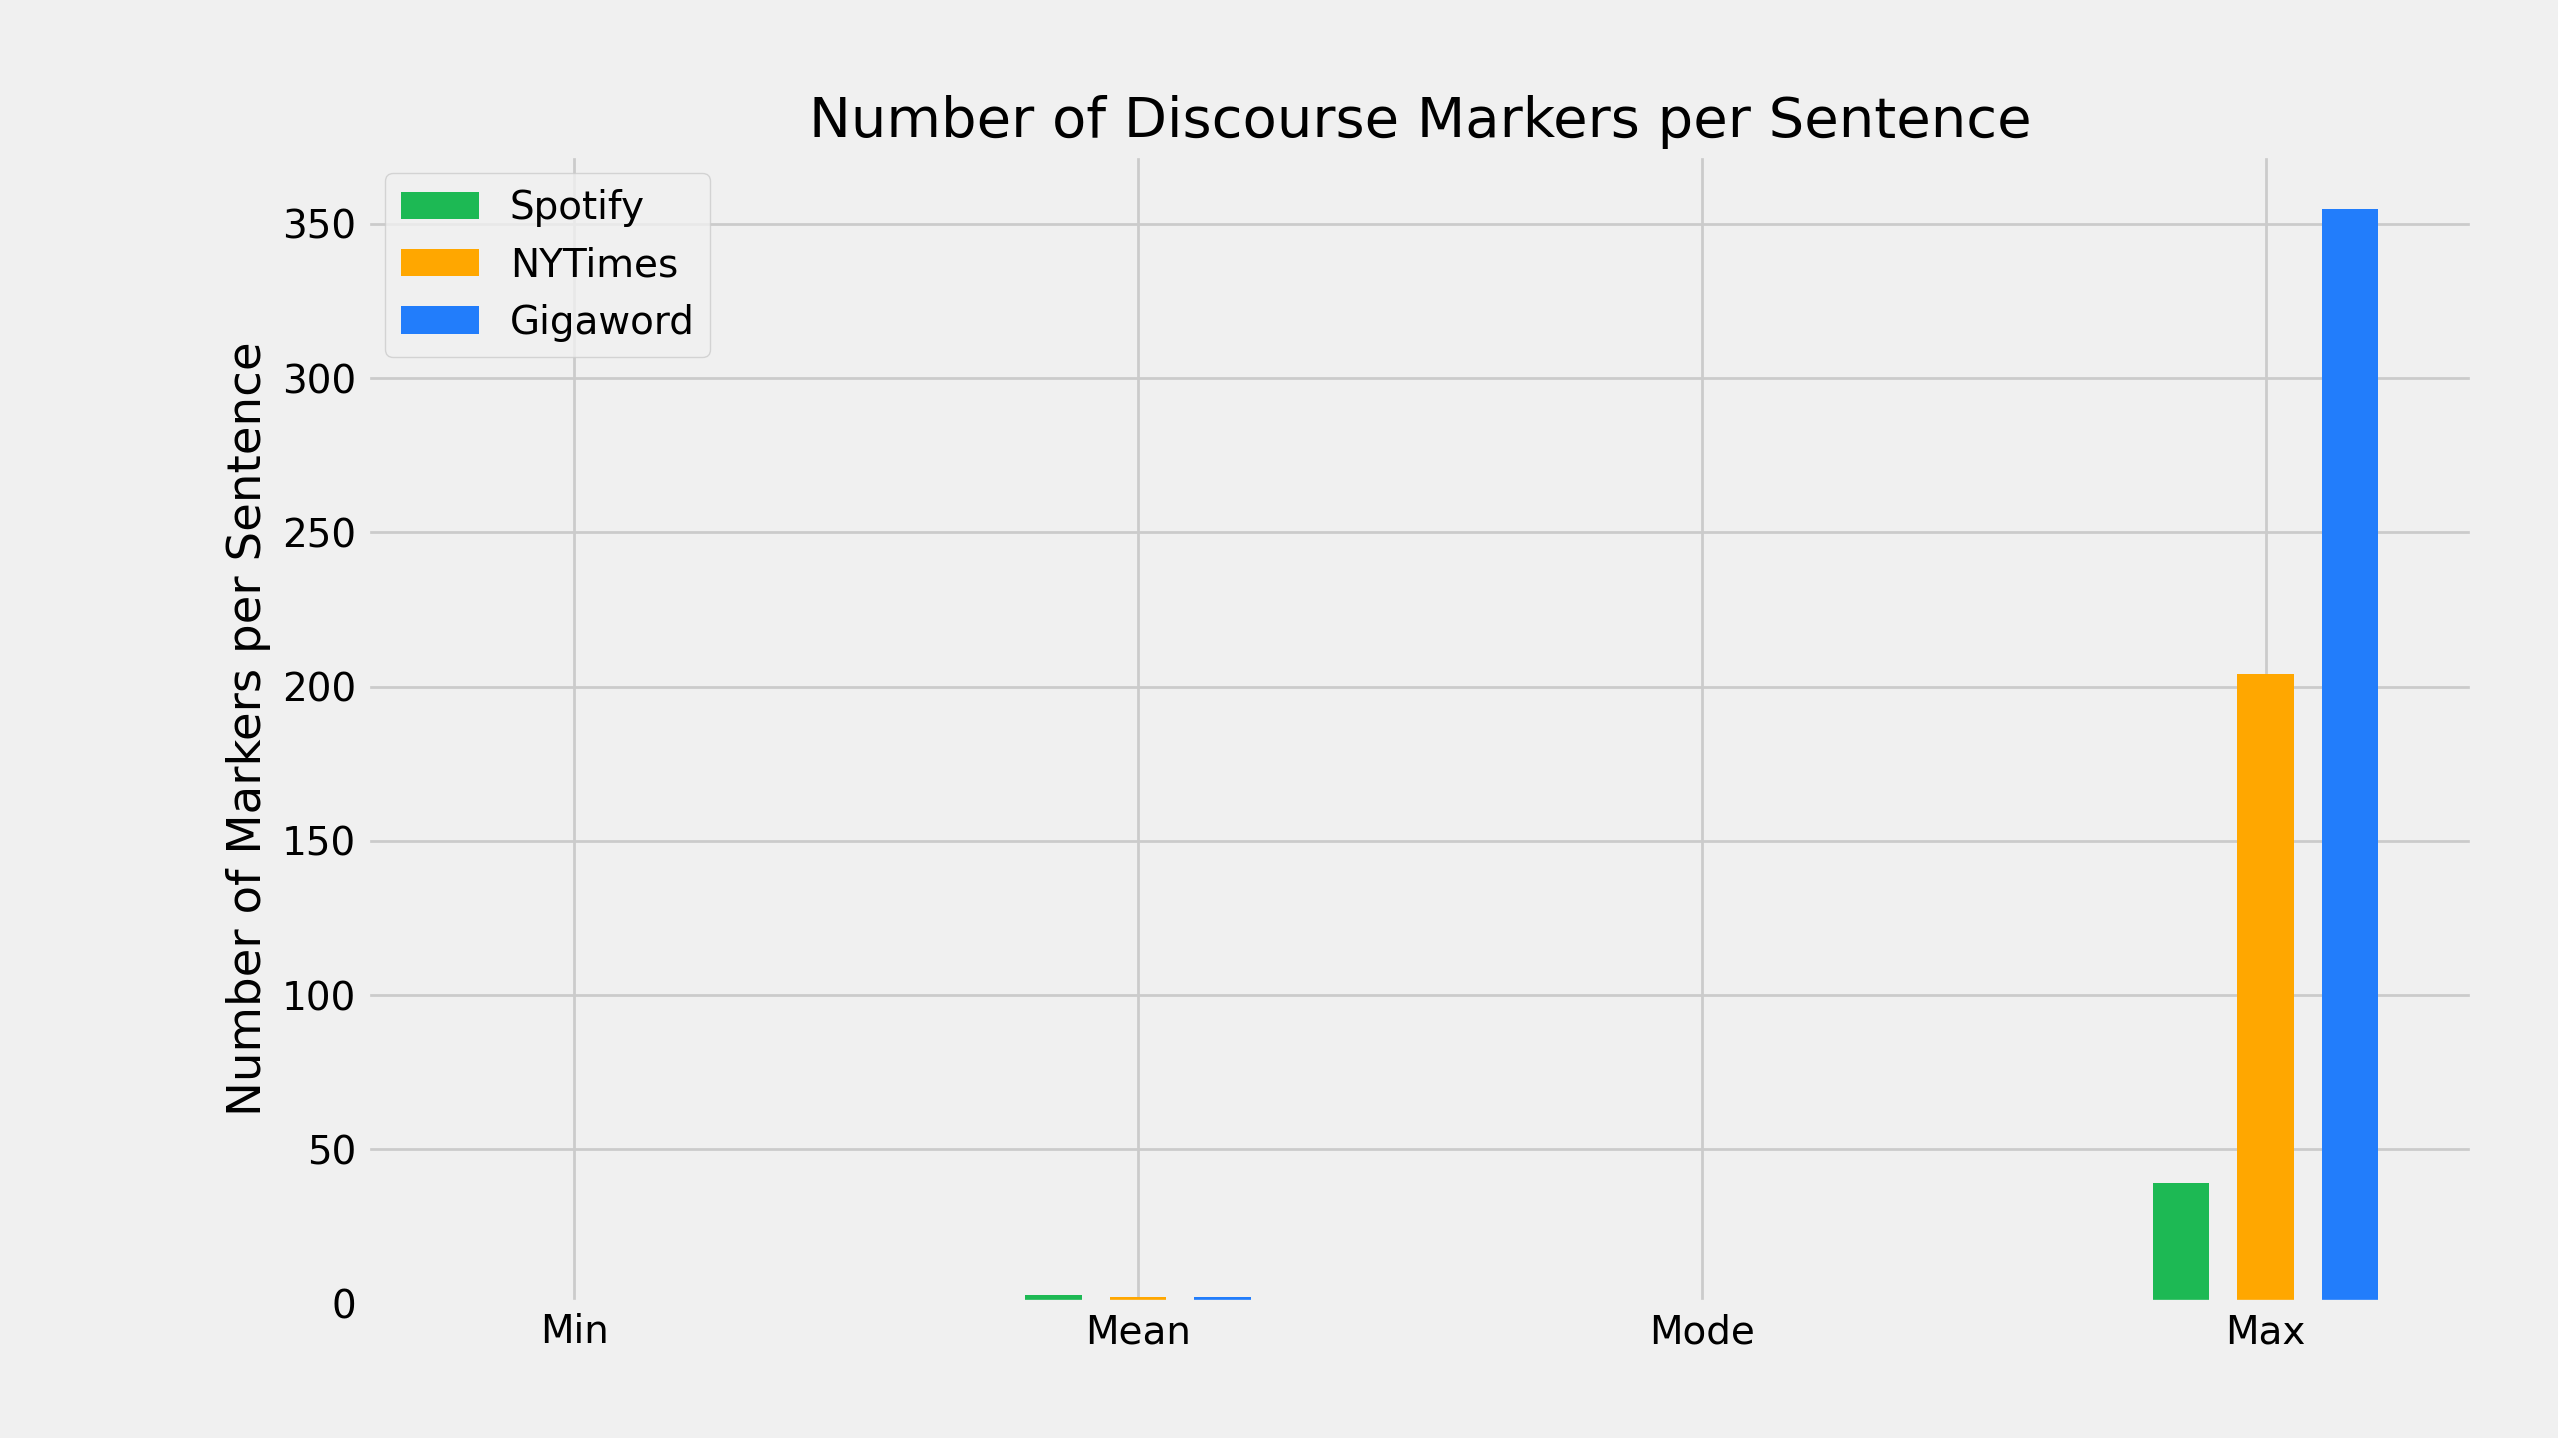 Number of Discourse Markers per Sentence
Spotify
NYTimes
Gigaword
Number of Markers per Sentence
350
300
250
200
150
100
50
0
Min
Mean
Mode
Max